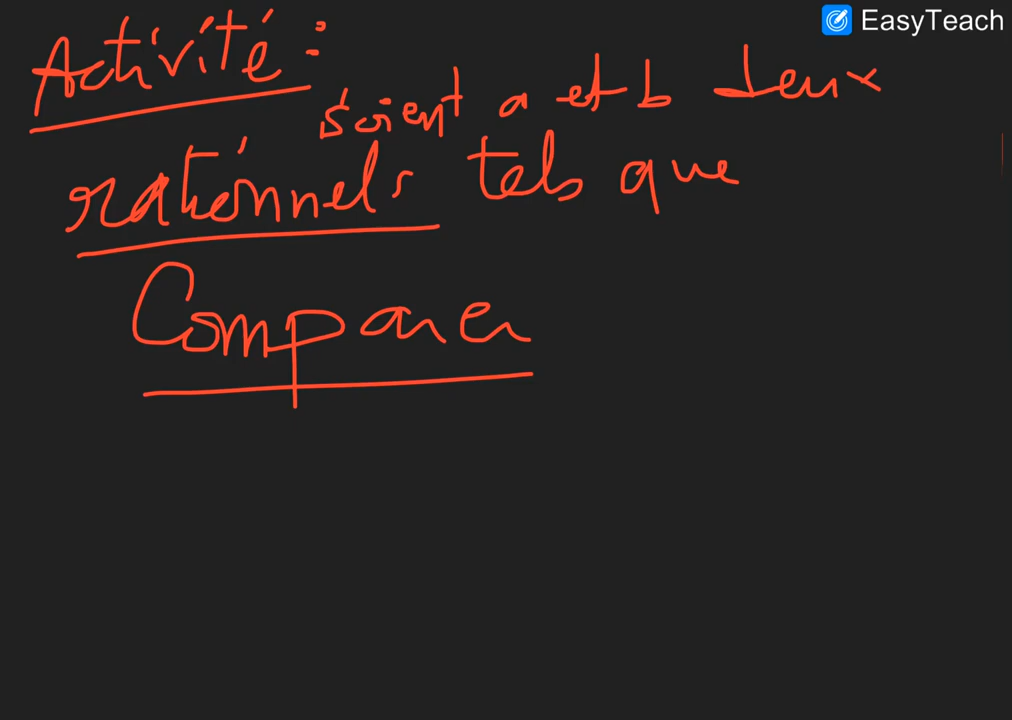 EasyTeach
Activité :
soient a et b deux
rationnels tels que
Comparer